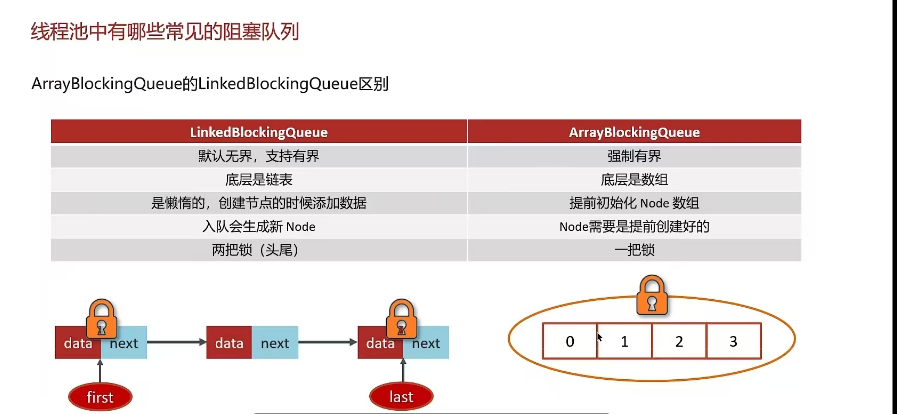 线程池中有哪些常见的阻塞队列
ArrayBlockingQueue的LinkedBlockingQueue区别
LinkedBlockingQueue ArrayBlockingQueue
默认无界，支持有界 强制有界
底层是链表 底层是数组
是懒惰的，创建节点的时候添加数据 提前初始化 Node 数组
入队会生成新 Node Node需要是提前创建好的
两把锁（头尾） 一把锁
data next data next data next 0 1 2 3
first last